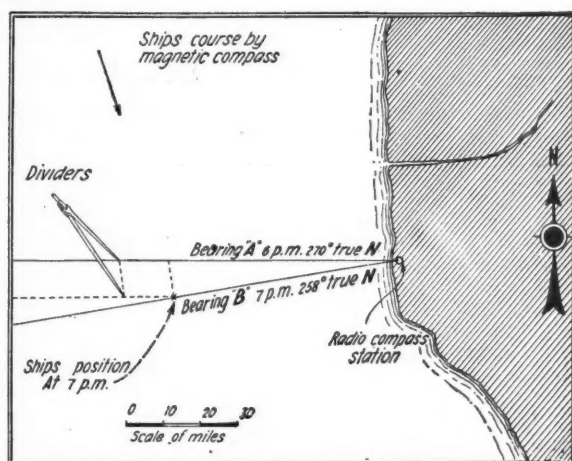 Ships course by
magnetic compass
Dividers
N
Bearing "A" 6 p.m. 270° true N
Bearing "B" 7 p.m. 258° true N
Radio compass
station
Ships position
At 7 p.m.
0 10 20 30
Scale of miles